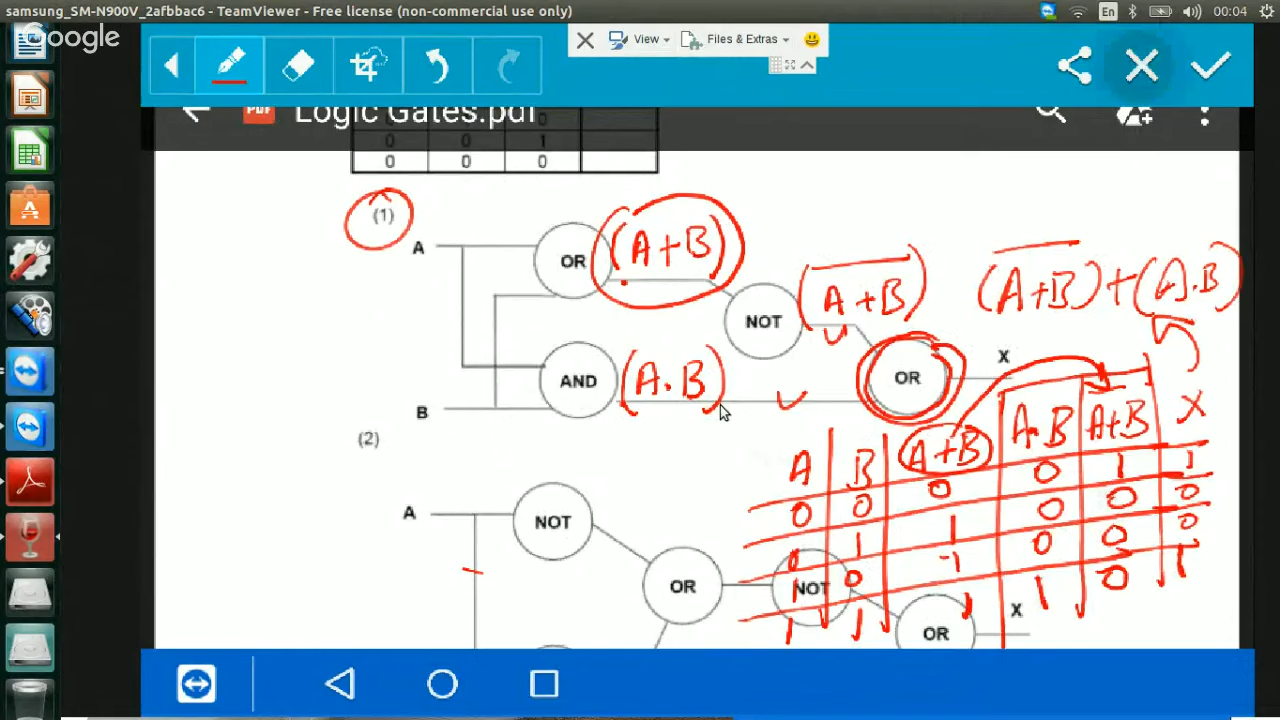 samsung_SM-N900V_2afbbac6 - TeamViewer - Free license (non-commercial use only)
En
00:04
Google
View
Files & Extras
PDF
Logic Gates.pdf
0
0 0 1
0 0 0
(1)
A
OR
(A+B)
NOT
(A̅+̅B̅)
(A̅+̅B̅)+(A.B)
AND
(A.B)
OR
X
B
(2)
A B A+B A.B A̅+̅B̅ X
0 0 0 0 1 1
0 1 1 0 0 0
1 0 1 0 0 0
1 1 1 1 0 1
A
NOT
OR
NOT
OR
X